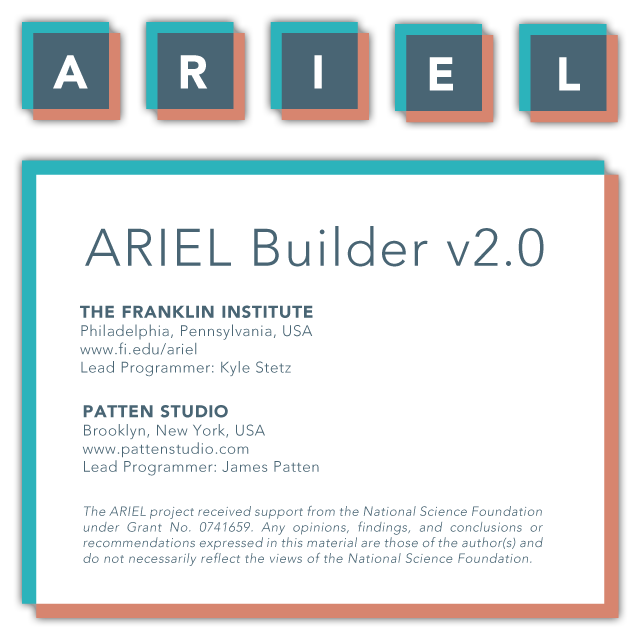 A R I E L
ARIEL Builder v2.0
THE FRANKLIN INSTITUTE
Philadelphia, Pennsylvania, USA
www.fi.edu/ariel
Lead Programmer: Kyle Stetz
PATTEN STUDIO
Brooklyn, New York, USA
www.pattenstudio.com
Lead Programmer: James Patten
The ARIEL project received support from the National Science Foundation
under Grant No. 0741659. Any opinions, findings, and conclusions or
recommendations expressed in this material are those of the author(s) and
do not necessarily reflect the views of the National Science Foundation.